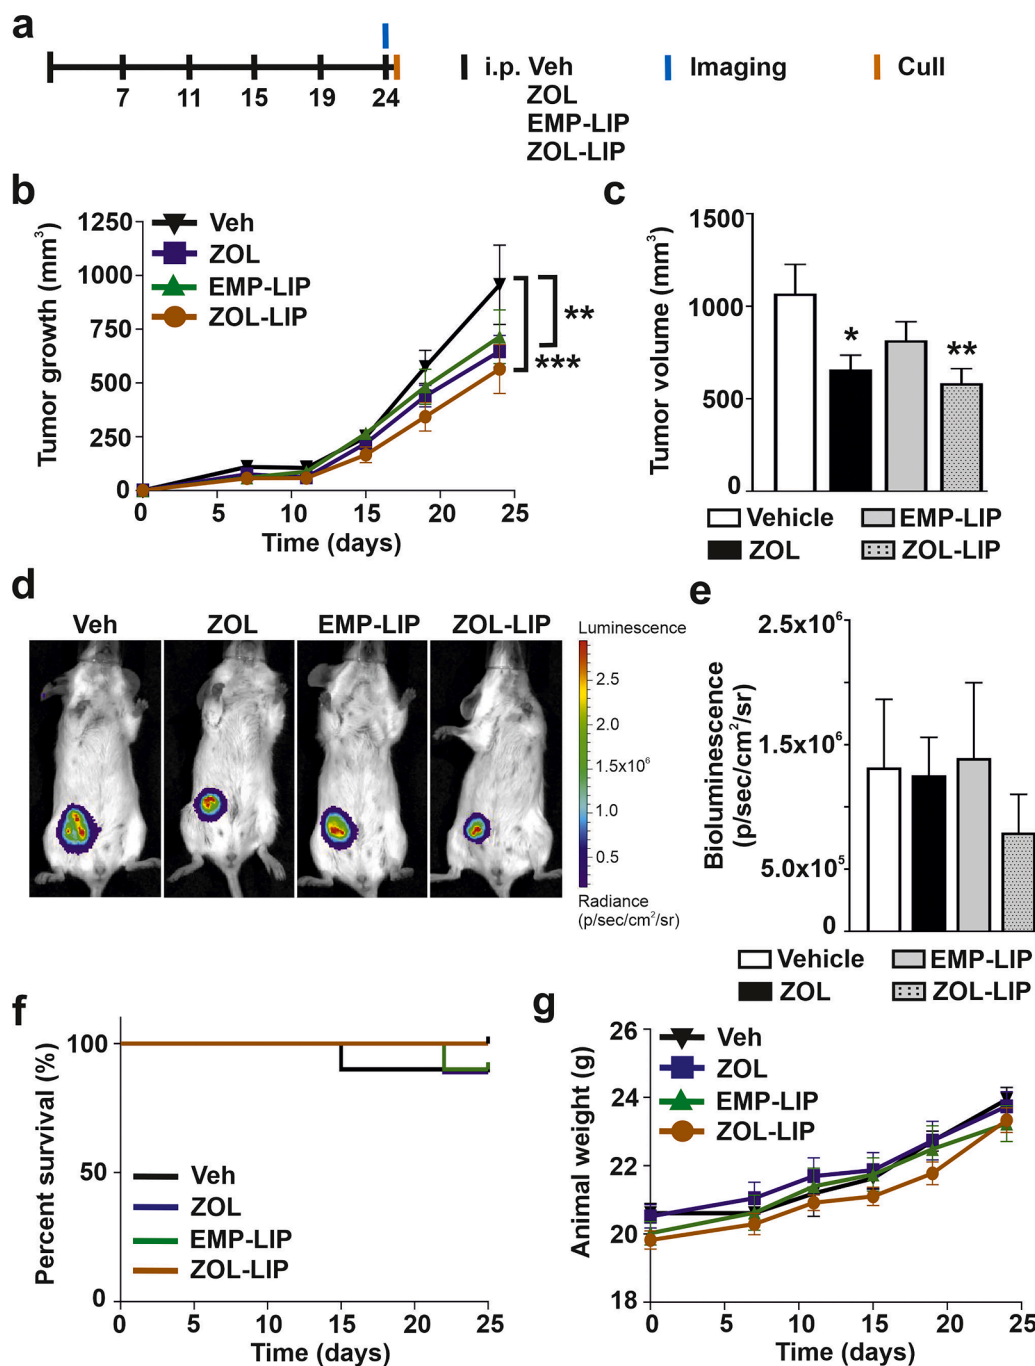 a
7 11 15 19 24
i.p. Veh
ZOL
EMP-LIP
ZOL-LIP
Imaging
Cull
b
Tumor growth (mm³)
1250
1000
750
500
250
0
0 5 10 15 20 25
Time (days)
Veh
ZOL
EMP-LIP
ZOL-LIP
**
***
c
Tumor volume (mm³)
1500
1000
500
0
*
**
Vehicle
EMP-LIP
ZOL
ZOL-LIP
d
Veh ZOL EMP-LIP ZOL-LIP
Luminescence
2.5
2.0
1.5x10⁶
1.0
0.5
Radiance
(p/sec/cm²/sr)
e
Bioluminescence
(p/sec/cm²/sr)
2.5x10⁶
1.5x10⁶
5.0x10⁵
0
Vehicle
EMP-LIP
ZOL
ZOL-LIP
f
Percent survival (%)
100
50
0
0 5 10 15 20 25
Time (days)
Veh
ZOL
EMP-LIP
ZOL-LIP
g
Animal weight (g)
26
24
22
20
18
0 5 10 15 20 25
Time (days)
Veh
ZOL
EMP-LIP
ZOL-LIP